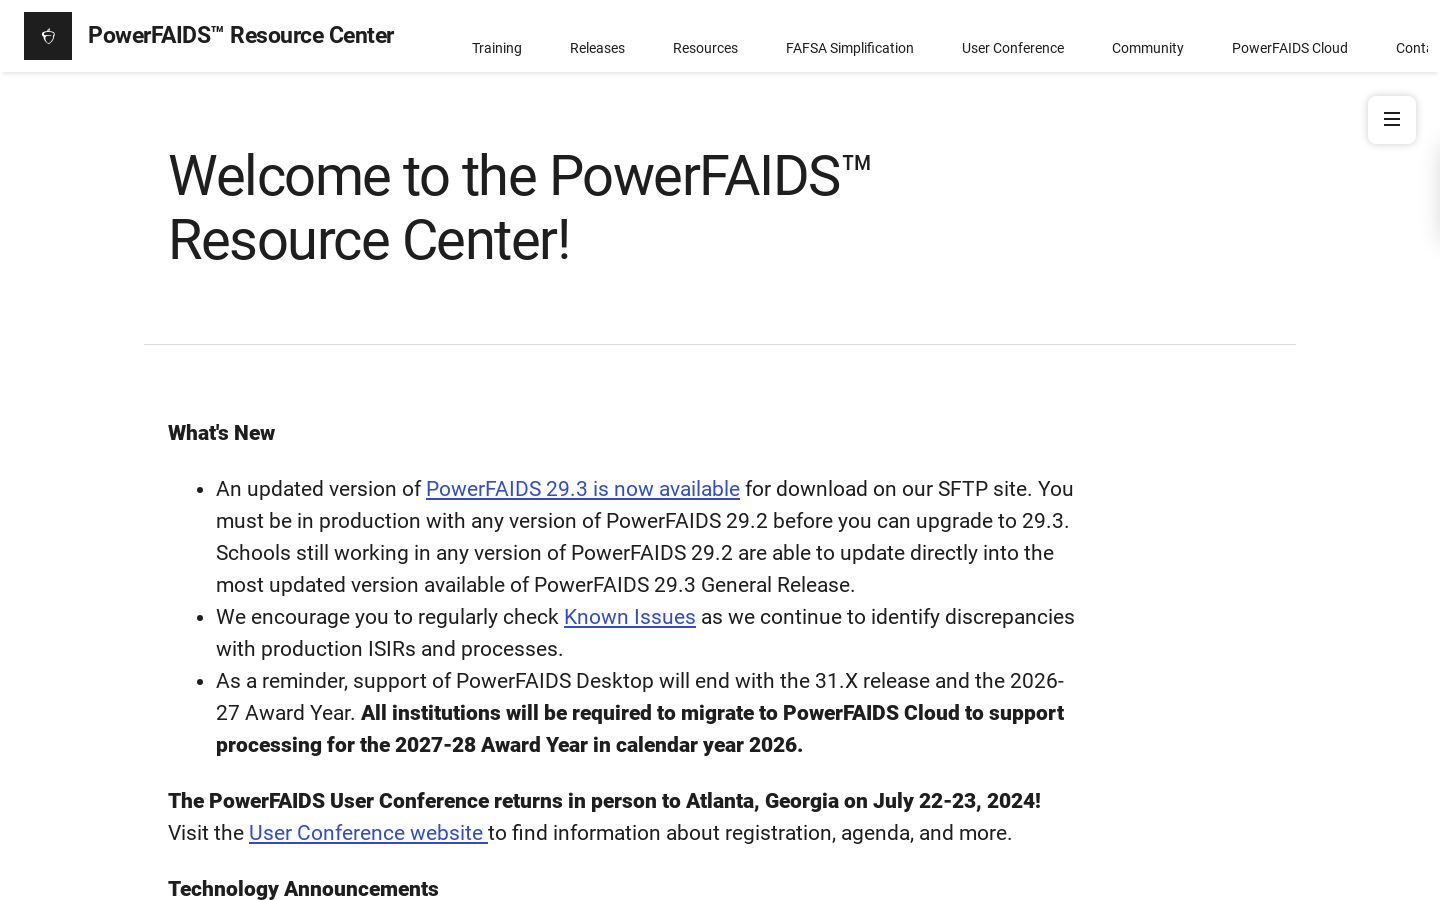 PowerFAIDS™ Resource Center
Training
Releases
Resources
FAFSA Simplification
User Conference
Community
PowerFAIDS Cloud
Welcome to the PowerFAIDS™
Resource Center!
What's New
• An updated version of PowerFAIDS 29.3 is now available for download on our SFTP site. You
must be in production with any version of PowerFAIDS 29.2 before you can upgrade to 29.3.
Schools still working in any version of PowerFAIDS 29.2 are able to update directly into the
most updated version available of PowerFAIDS 29.3 General Release.
• We encourage you to regularly check Known Issues as we continue to identify discrepancies
with production ISIRs and processes.
• As a reminder, support of PowerFAIDS Desktop will end with the 31.X release and the 2026-
27 Award Year. All institutions will be required to migrate to PowerFAIDS Cloud to support
processing for the 2027-28 Award Year in calendar year 2026.
The PowerFAIDS User Conference returns in person to Atlanta, Georgia on July 22-23, 2024!
Visit the User Conference website to find information about registration, agenda, and more.
Technology Announcements